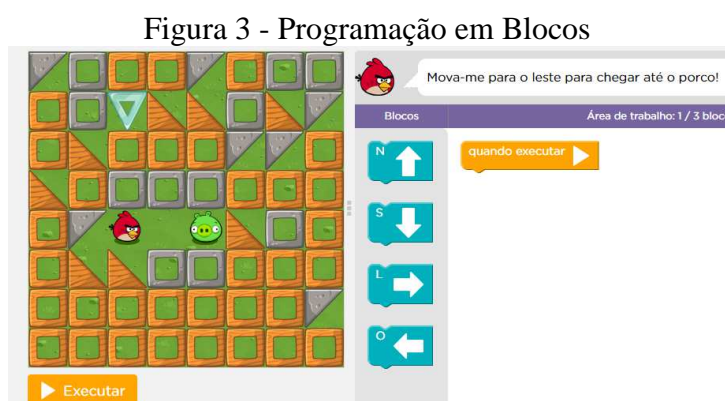 Figura 3 - Programação em Blocos
Mova-me para o leste para chegar até o porco!
Blocos
Área de trabalho: 1 / 3 bloc
N
quando executar
S
L
O
Executar